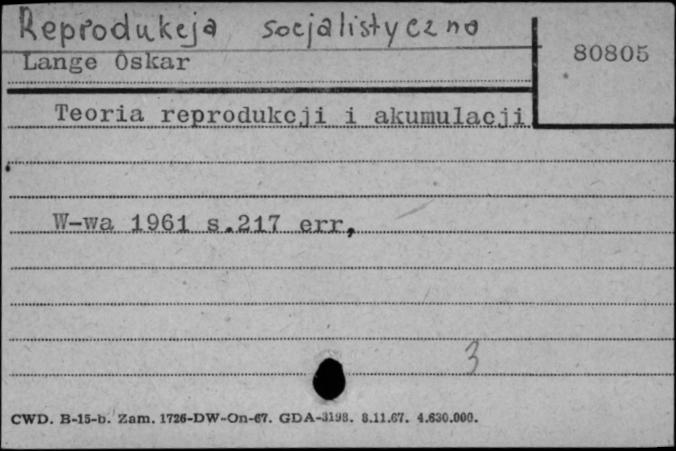 Reprodukcja socjalistyczna
80805
Lange Oskar
Teoria reprodukcji i akumulacji
W-wa 1961 s.217 err,
3
CWD. B-15-b. Zam. 1726-DW-On-67. GDA-3198. 8.11.67. 4.630.000.